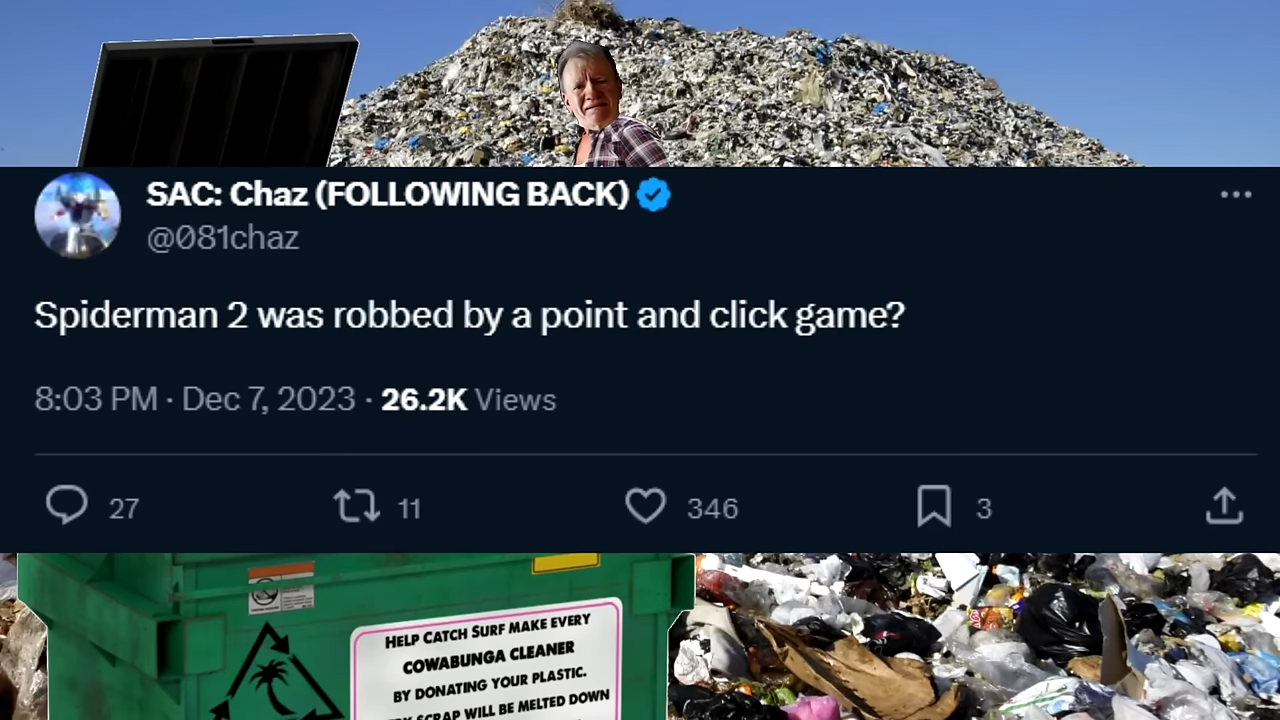 SAC: Chaz (FOLLOWING BACK)
@081chaz
Spiderman 2 was robbed by a point and click game?
8:03 PM · Dec 7, 2023 · 26.2K Views
27 11 346 3
HELP CATCH SURF MAKE EVERY
COWABUNGA CLEANER
BY DONATING YOUR PLASTIC.
SCRAP WILL BE MELTED DOWN